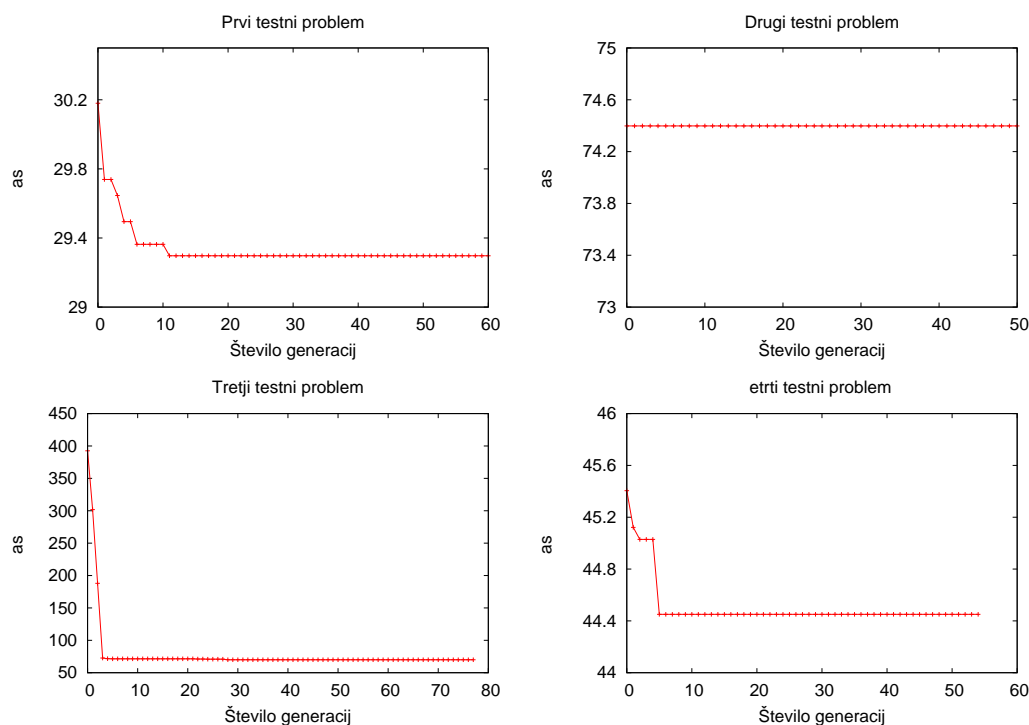 Prvi testni problem
30.2
29.8
29.4
29
as
0 10 20 30 40 50 60
Število generacij
Drugi testni problem
75
74.6
74.2
73.8
73.4
73
as
0 10 20 30 40 50
Število generacij
Tretji testni problem
450
400
350
300
250
200
150
100
50
as
0 10 20 30 40 50 60 70 80
Število generacij
etrti testni problem
46
45.6
45.2
44.8
44.4
44
as
0 10 20 30 40 50 60
Število generacij